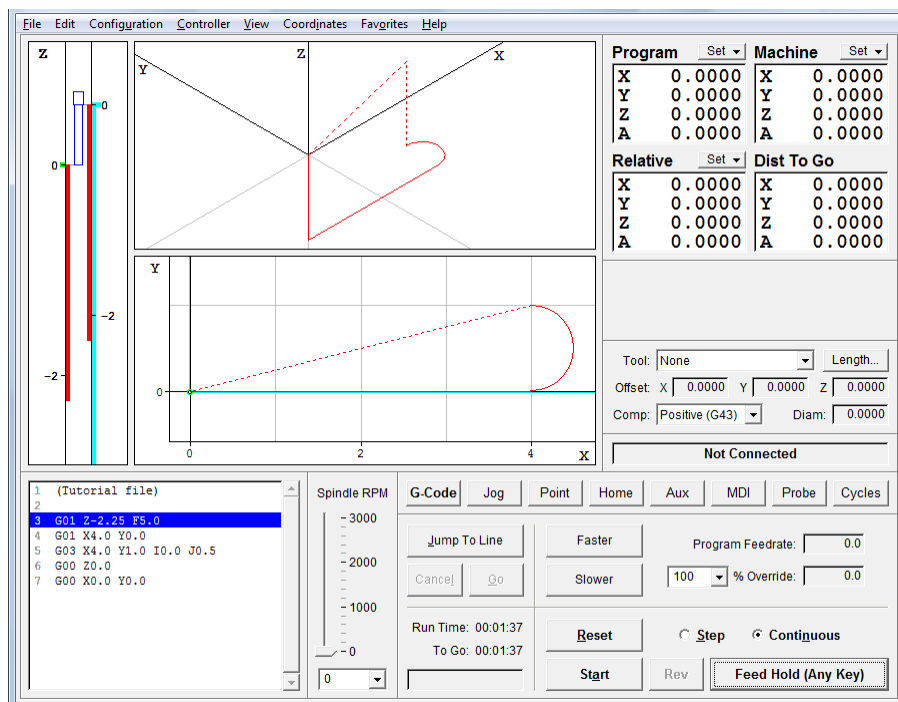 File Edit Configuration Controller View Coordinates Favorites Help
Z
0
0
-2
-2
Y Z X
Y
0
0 2 4 X
Program Set Machine Set
X 0.0000 X 0.0000
Y 0.0000 Y 0.0000
Z 0.0000 Z 0.0000
A 0.0000 A 0.0000
Relative Set Dist To Go
X 0.0000 X 0.0000
Y 0.0000 Y 0.0000
Z 0.0000 Z 0.0000
A 0.0000 A 0.0000
Tool: None Length...
Offset: X 0.0000 Y 0.0000 Z 0.0000
Comp: Positive (G43) Diam: 0.0000
Not Connected
1 (Tutorial file)
2
3 G01 Z-2.25 F5.0
4 G01 X4.0 Y0.0
5 G03 X4.0 Y1.0 I0.0 J0.5
6 G00 Z0.0
7 G00 X0.0 Y0.0
Spindle RPM
3000
2000
1000
0
0
G-Code Jog Point Home Aux MDI Probe Cycles
Jump To Line
Cancel Go
Faster
Slower
Program Feedrate: 0.0
100 % Override: 0.0
Run Time: 00:01:37
To Go: 00:01:37
Reset Step Continuous
Start Rev Feed Hold (Any Key)